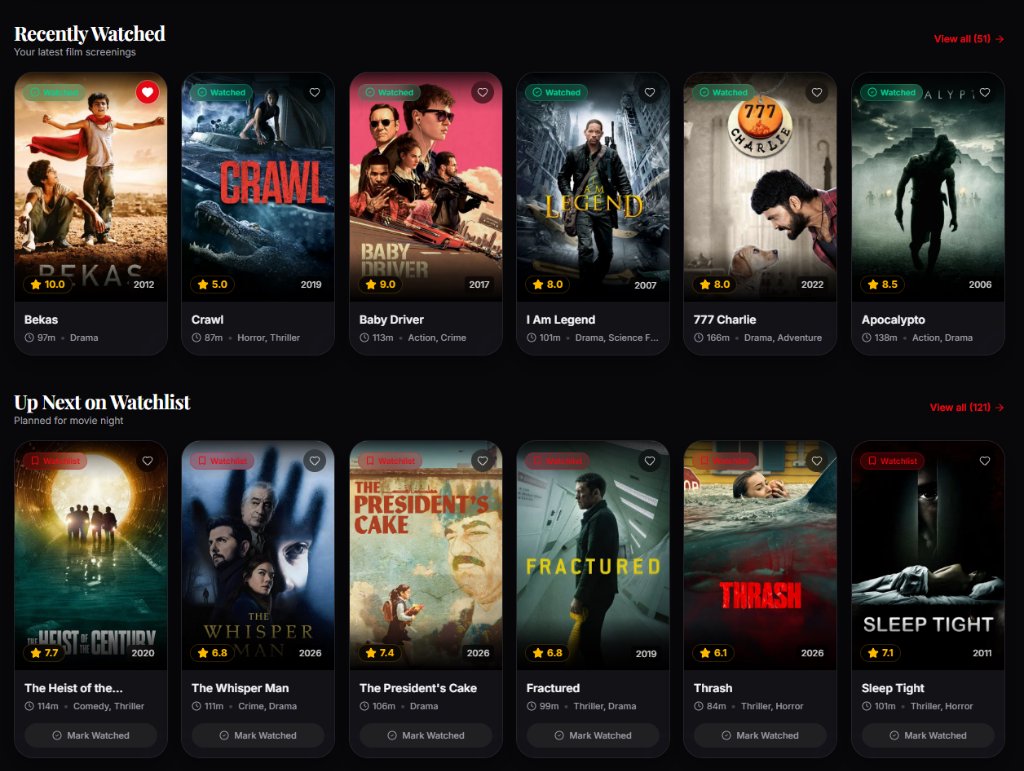 Recently Watched
Your latest film screenings
View all (51) →
Watched
BEKAS
10.0
2012
Bekas
97m • Drama
Watched
CRAWL
5.0
2019
Crawl
87m • Horror, Thriller
Watched
BABY
DRIVER
9.0
2017
Baby Driver
113m • Action, Crime
Watched
I AM
LEGEND
8.0
2007
I Am Legend
101m • Drama, Science F...
Watched
777
CHARLIE
8.0
2022
777 Charlie
166m • Drama, Adventure
Watched
CALYPT
8.5
2006
Apocalypto
138m • Action, Drama
Up Next on Watchlist
Planned for movie night
View all (121) →
Watchlist
THE HEIST OF THE CENTURY
7.7
2020
The Heist of the...
114m • Comedy, Thriller
Mark Watched
Watchlist
THE
WHISPER
MAN
6.8
2026
The Whisper Man
111m • Crime, Drama
Mark Watched
Watchlist
THE
PRESIDENT'S
CAKE
7.4
2026
The President's Cake
106m • Drama
Mark Watched
Watchlist
FRACTURED
6.8
2019
Fractured
99m • Thriller, Drama
Mark Watched
Watchlist
THRASH
6.1
2026
Thrash
84m • Thriller, Horror
Mark Watched
Watchlist
SLEEP TIGHT
7.1
2011
Sleep Tight
101m • Thriller, Horror
Mark Watched